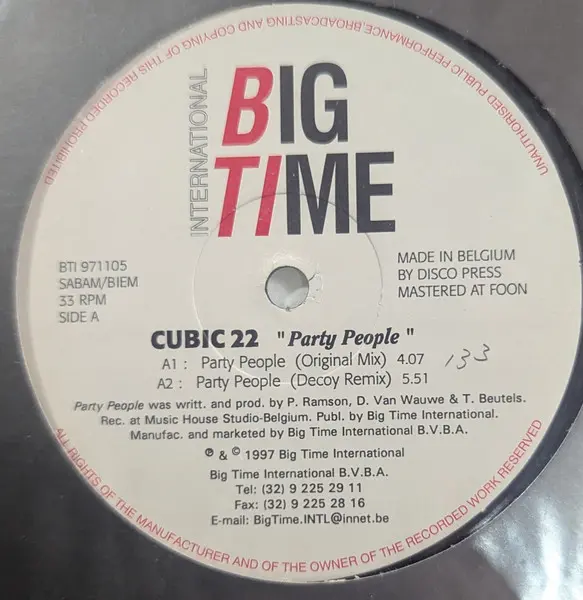 UNAUTHORISED PUBLIC PERFORMANCE, BROADCASTING AND COPYING OF THIS RECORDED PROHIBITED
INTERNATIONAL
BIG
TIME
BTI 971105
SABAM/BIEM
33 RPM
SIDE A
MADE IN BELGIUM
BY DISCO PRESS
MASTERED AT FOON
CUBIC 22 "Party People"
A1 : Party People (Original Mix) 4.07
133
A2 : Party People (Decoy Remix) 5.51
Party People was writt. and prod. by P. Ramson, D. Van Wauwe & T. Beutels.
Rec. at Music House Studio-Belgium. Publ. by Big Time International.
Manufac. and marketed by Big Time International B.V.B.A.
℗ & © 1997 Big Time International
Big Time International B.V.B.A.
Tel: (32) 9 225 29 11
Fax: (32) 9 225 28 16
E-mail: BigTime.INTL@innet.be
ALL RIGHTS OF THE MANUFACTURER AND OF THE OWNER OF THE RECORDED WORK RESERVED